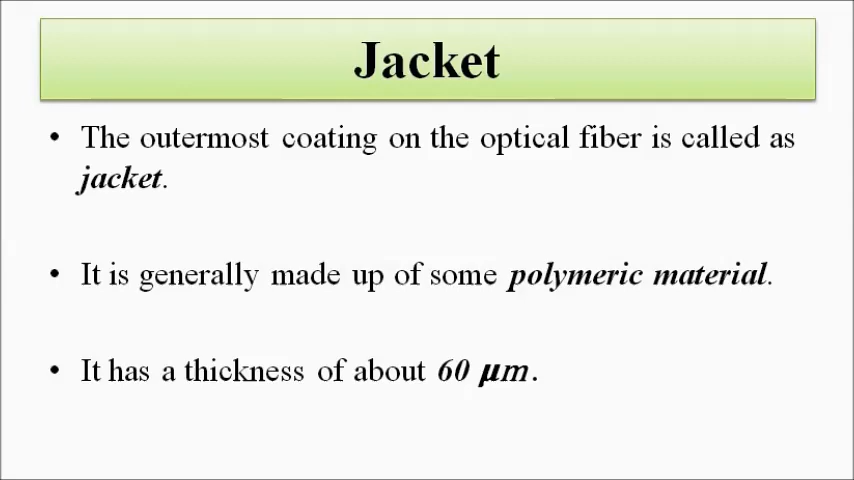 Jacket
• The outermost coating on the optical fiber is called as
jacket.
• It is generally made up of some polymeric material.
• It has a thickness of about 60 μm.